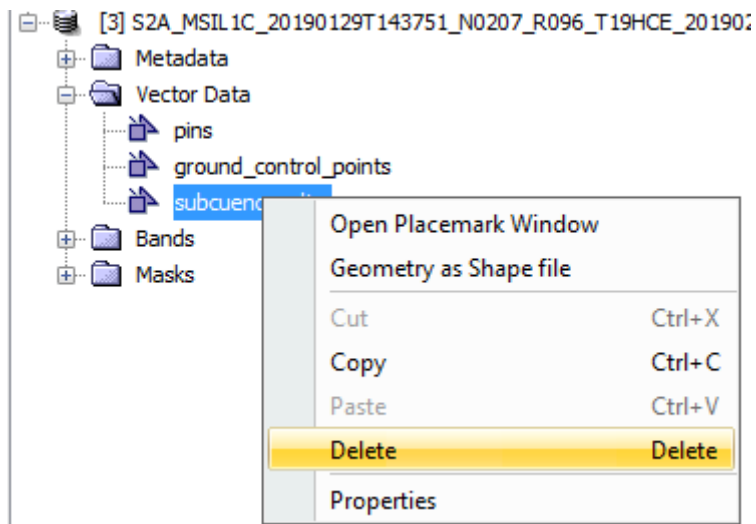 [3] S2A_MSIL1C_20190129T143751_N0207_R096_T19HCE_201902
Metadata
Vector Data
pins
ground_control_points
Bands
Masks
Open Placemark Window
Geometry as Shape file
Cut Ctrl+X
Copy Ctrl+C
Paste Ctrl+V
Delete Delete
Properties